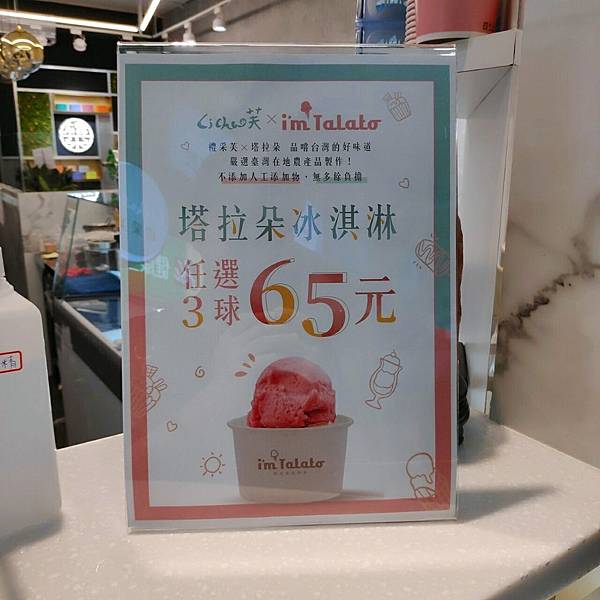 Lichee芙 × i'm Talato
禮采芙×塔拉朵 品嚐台灣的好味道
嚴選臺灣在地農產品製作！
不添加人工添加物，無多餘負擔
塔拉朵冰淇淋
任選
3球
65元
i'm Talato